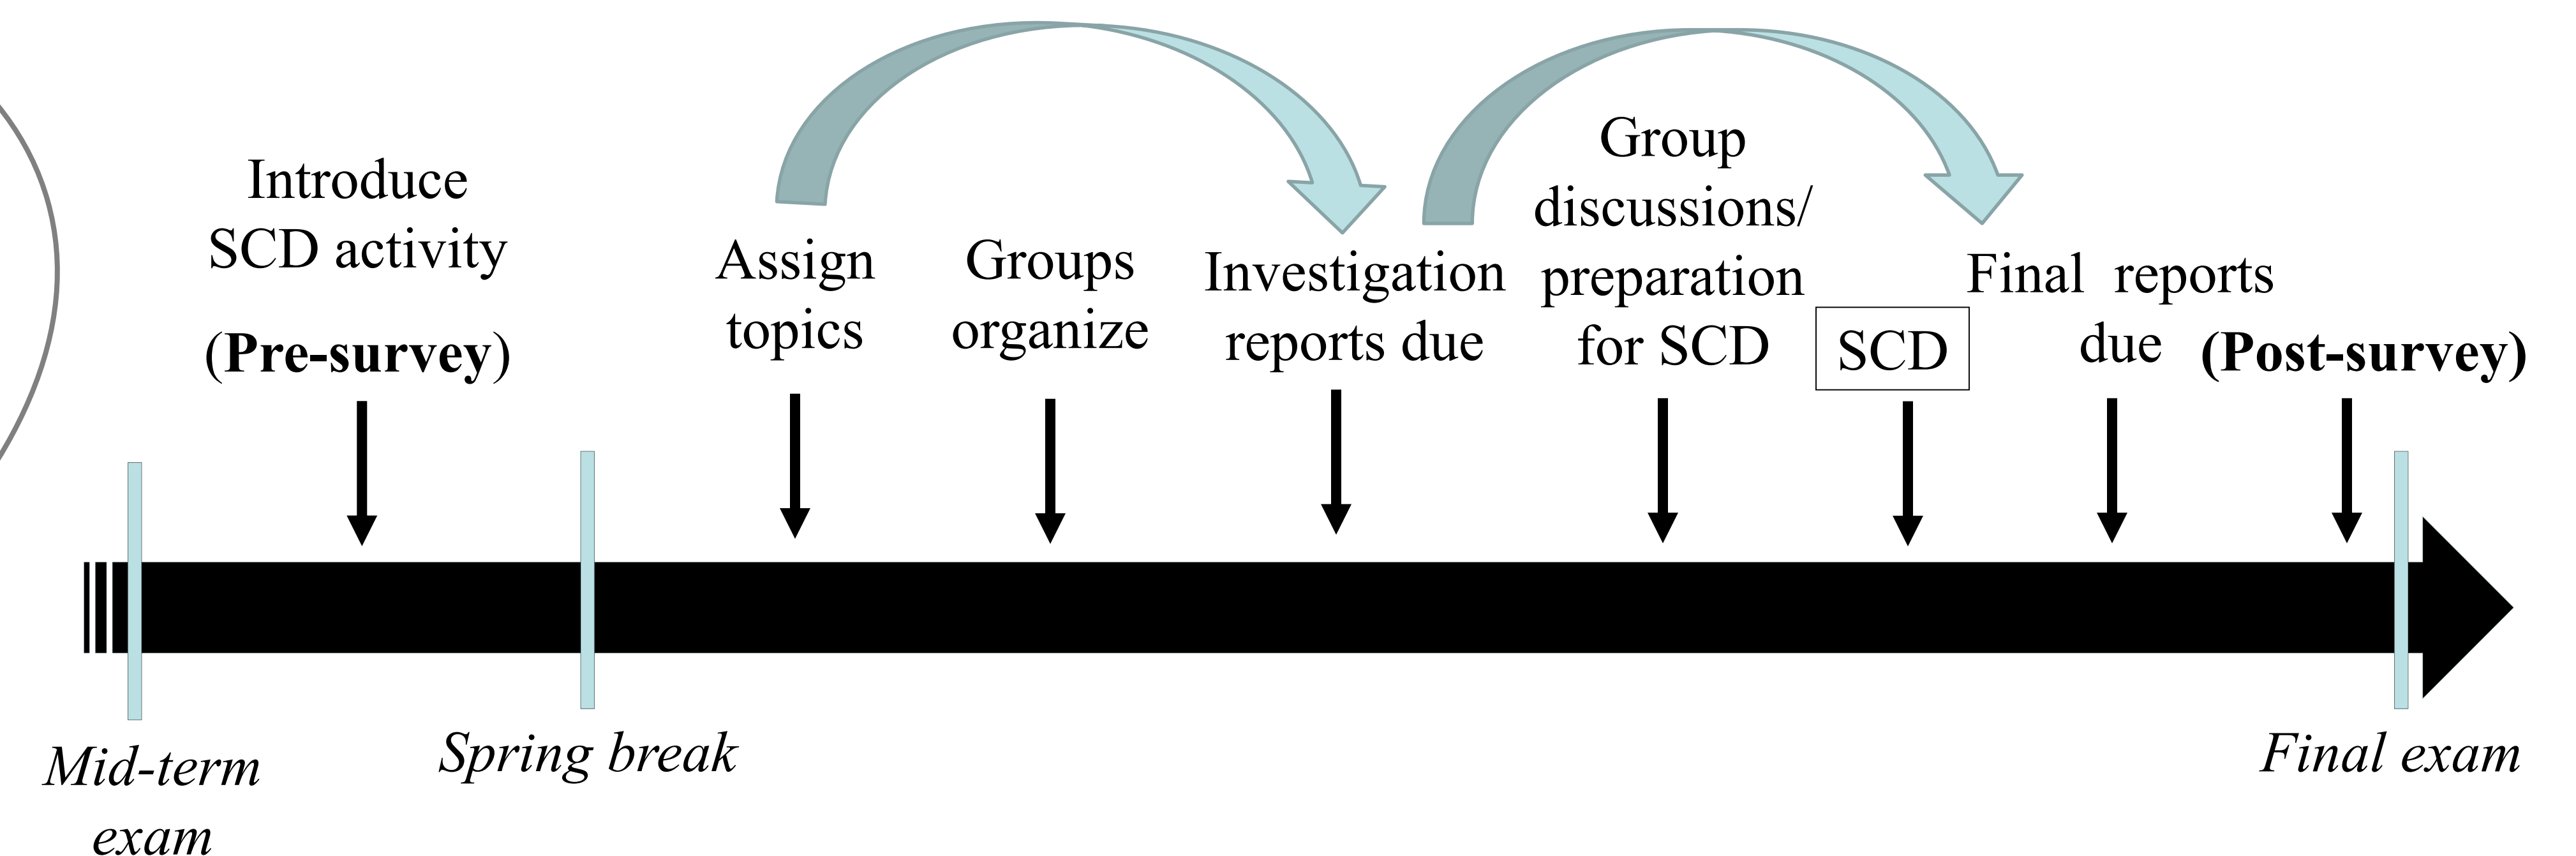 Introduce
SCD activity
(Pre-survey)
Assign
topics
Groups
organize
Investigation
reports due
Group
discussions/
preparation
for SCD
SCD
Final reports
due
(Post-survey)
Mid-term
exam
Spring break
Final exam